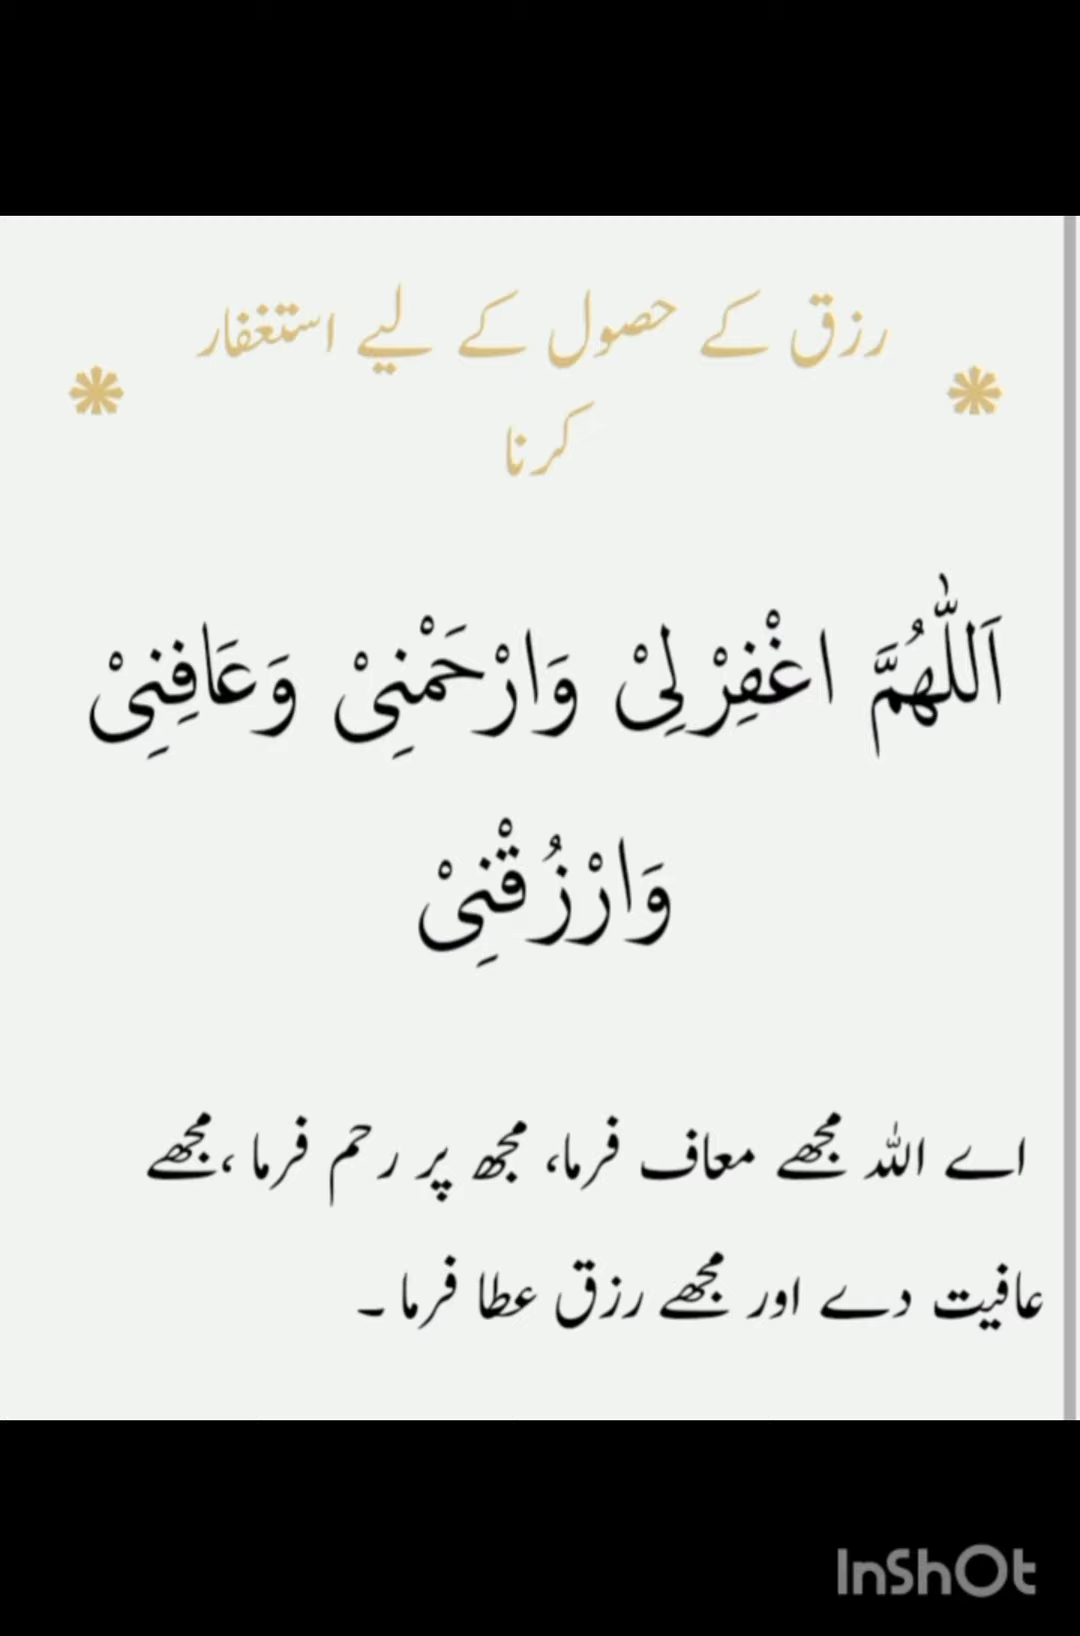 رزق کے حصول کے لیے استغفار
کرنا
اَللّٰهُمَّ اغْفِرْ لِیْ وَارْحَمْنِیْ وَعَافِنِیْ
وَارْزُقْنِیْ
اے اللہ مجھے معاف فرما، مجھ پر رحم فرما ،مجھے
عافیت دے اور مجھے رزق عطا فرما ۔
InShOt